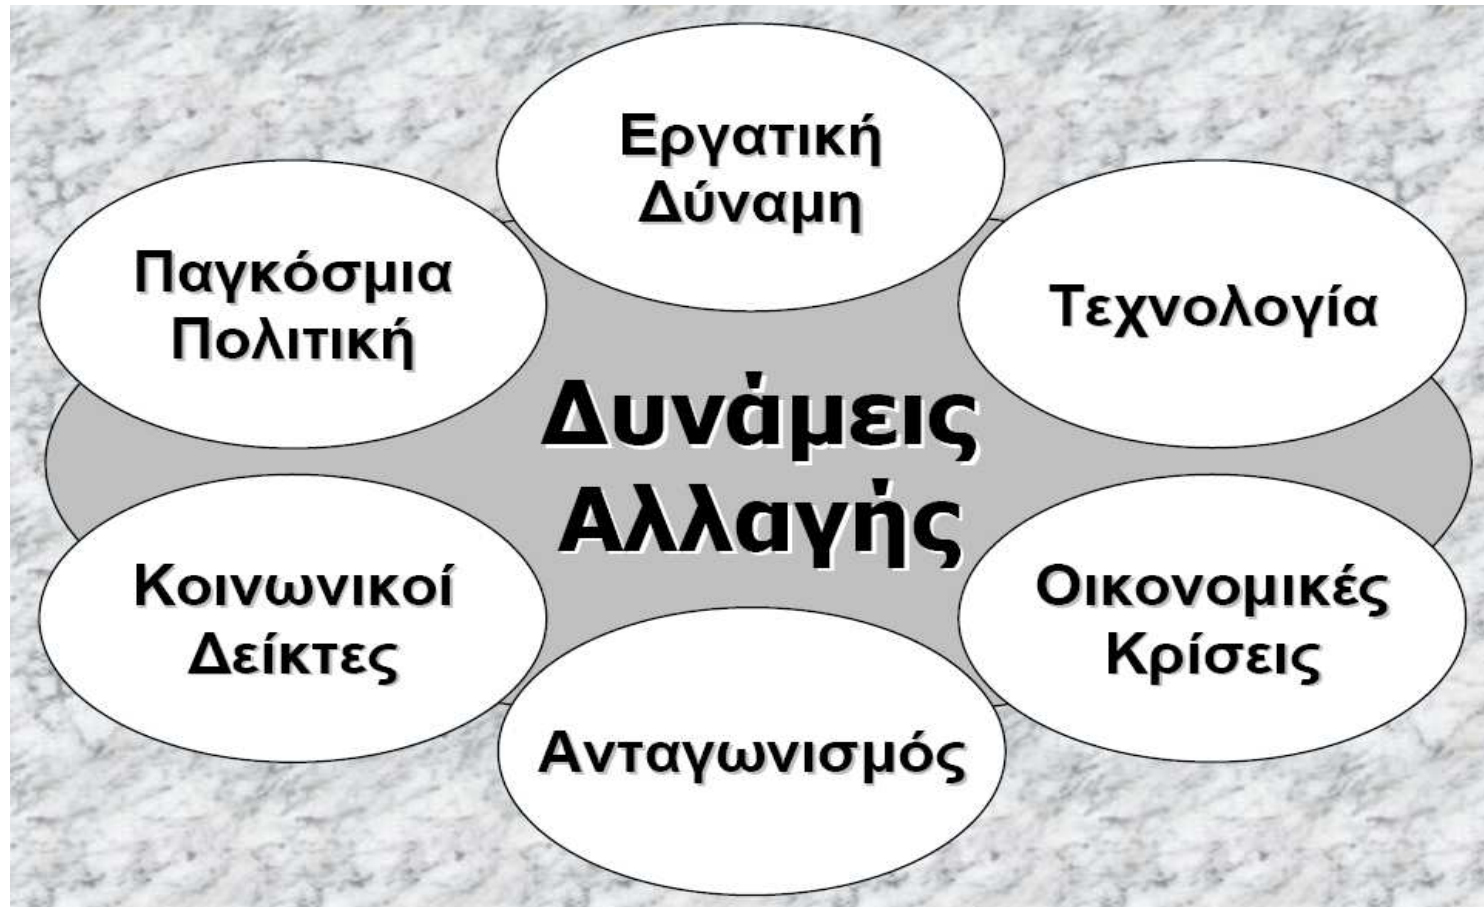 Εργατική
Δύναμη
Παγκόσμια
Πολιτική
Τεχνολογία
Δυνάμεις
Αλλαγής
Κοινωνικοί
Δείκτες
Οικονομικές
Κρίσεις
Ανταγωνισμός